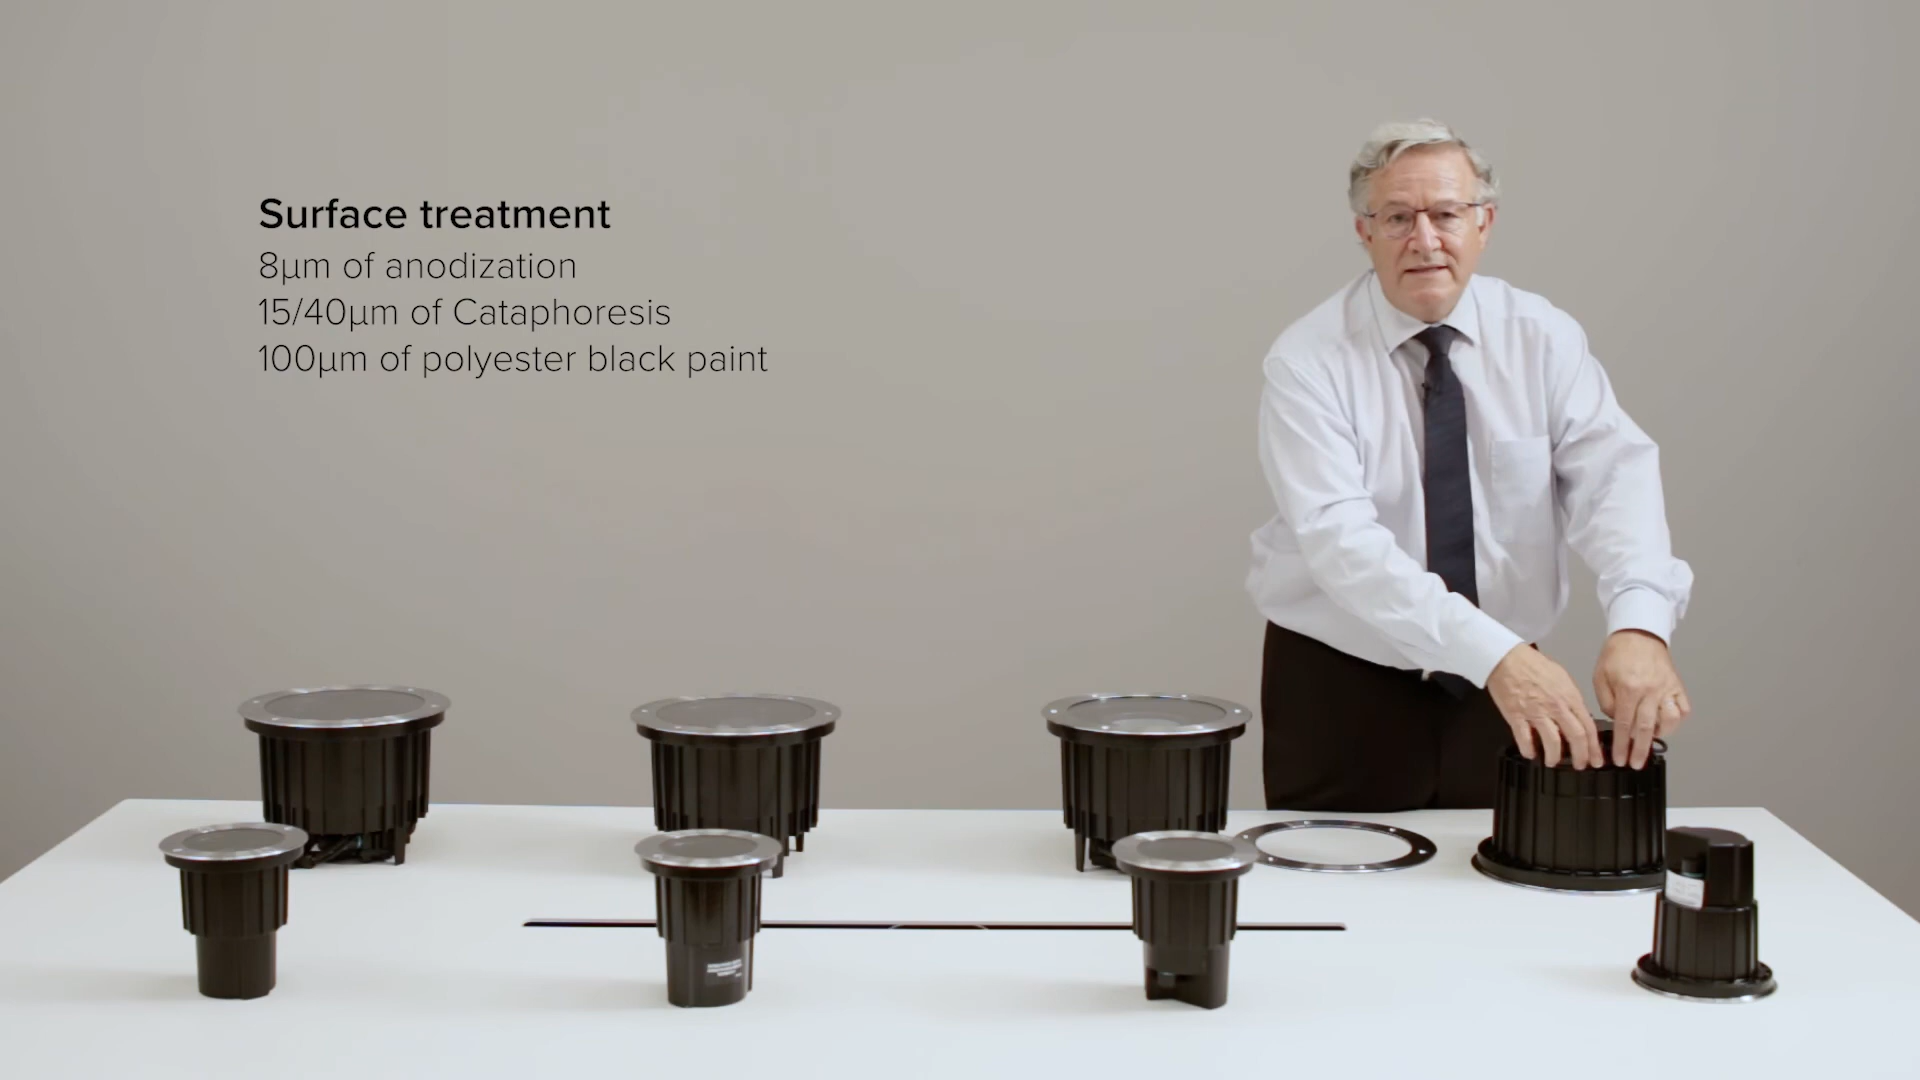 Surface treatment
8µm of anodization
15/40µm of Cataphoresis
100µm of polyester black paint